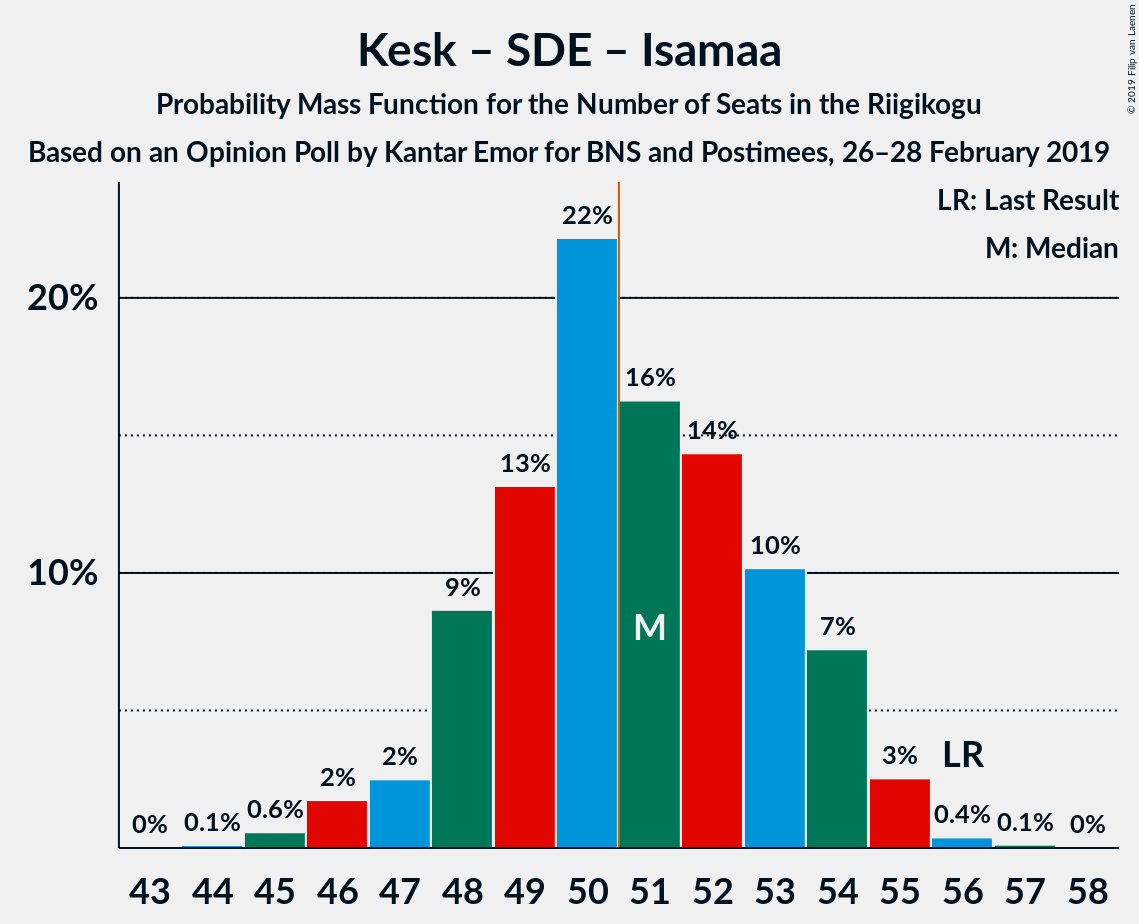 Kesk – SDE – Isamaa
Probability Mass Function for the Number of Seats in the Riigikogu
Based on an Opinion Poll by Kantar Emor for BNS and Postimees, 26–28 February 2019
© 2019 Filip van Laenen
LR: Last Result
M: Median
20%
10%
0%
0.1%
0.6%
2%
2%
9%
13%
22%
16%
14%
10%
7%
3%
0.4%
0.1%
0%
M
LR
43 44 45 46 47 48 49 50 51 52 53 54 55 56 57 58